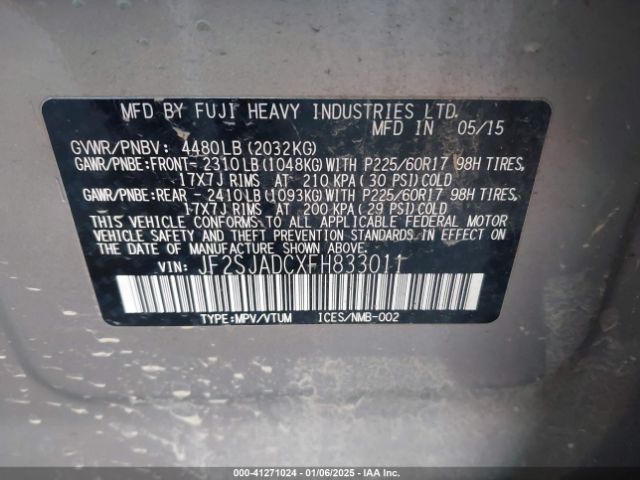 MFD BY FUJI HEAVY INDUSTRIES LTD.
MFD IN 05/15
GVWR/PNBV: 4480LB (2032KG)
GAWR/PNBE:FRONT- 2310LB (1048KG) WITH P225/60R17 98H TIRES,
17X7J RIMS AT 210 KPA (30 PSI) COLD
GAWR/PNBE:REAR - 2410LB (1093KG) WITH P225/60R17 98H TIRES,
17X7J RIMS AT 200 KPA (29 PSI) COLD
THIS VEHICLE CONFORMS TO ALL APPLICABLE FEDERAL MOTOR
VEHICLE SAFETY AND THEFT PREVENTION STANDARDS IN EFFECT
ON THE DATE OF MANUFACTURE SHOWN ABOVE.
VIN: JF2SJADCXFH833011
TYPE:MPV/VTUM ICES/NMB-002
000-41271024 | 01/06/2025 | IAA Inc.